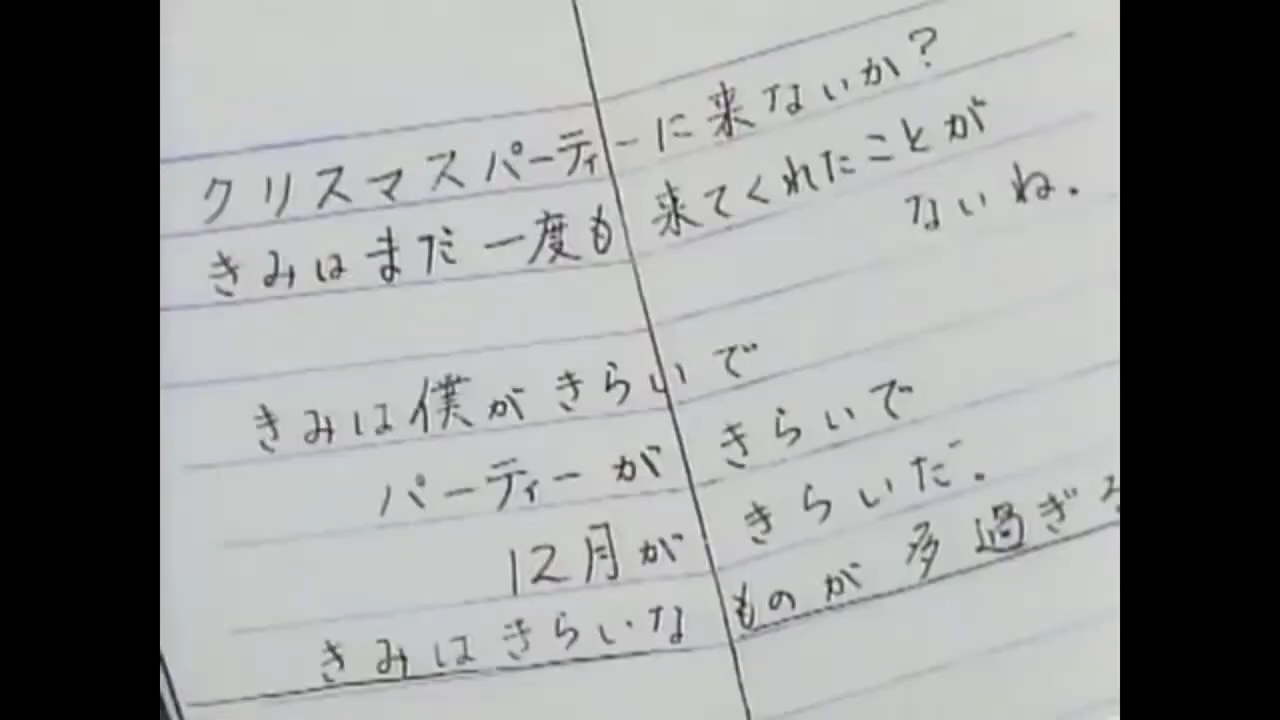 クリスマスパーティーに来ないか？
きみはまだ一度も来てくれたことが
ないね.
きみは僕がきらいで
パーティーがきらいで
12月がきらいだ.
きみはきらいなものが多過ぎる